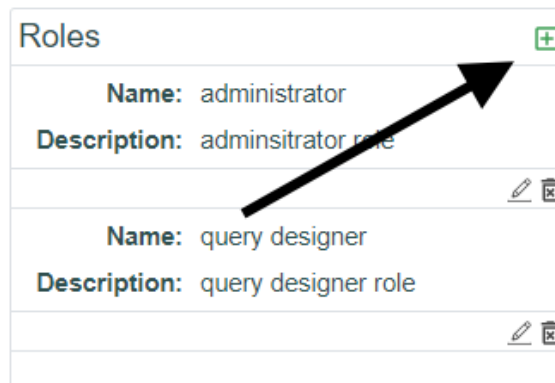 Roles
Name: administrator
Description: adminsitrator role
Name: query designer
Description: query designer role